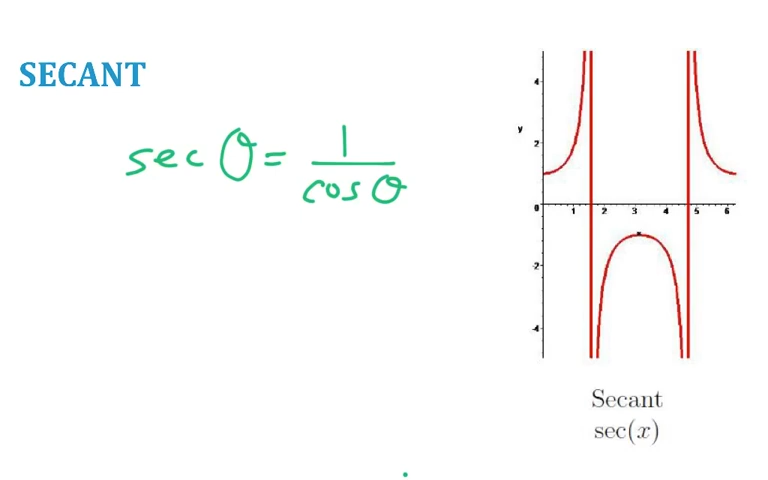 SECANT
sec θ = 1/cos θ
y
4
2
0
1 2 3 4 5 6
-2
-4
Secant
sec(x)